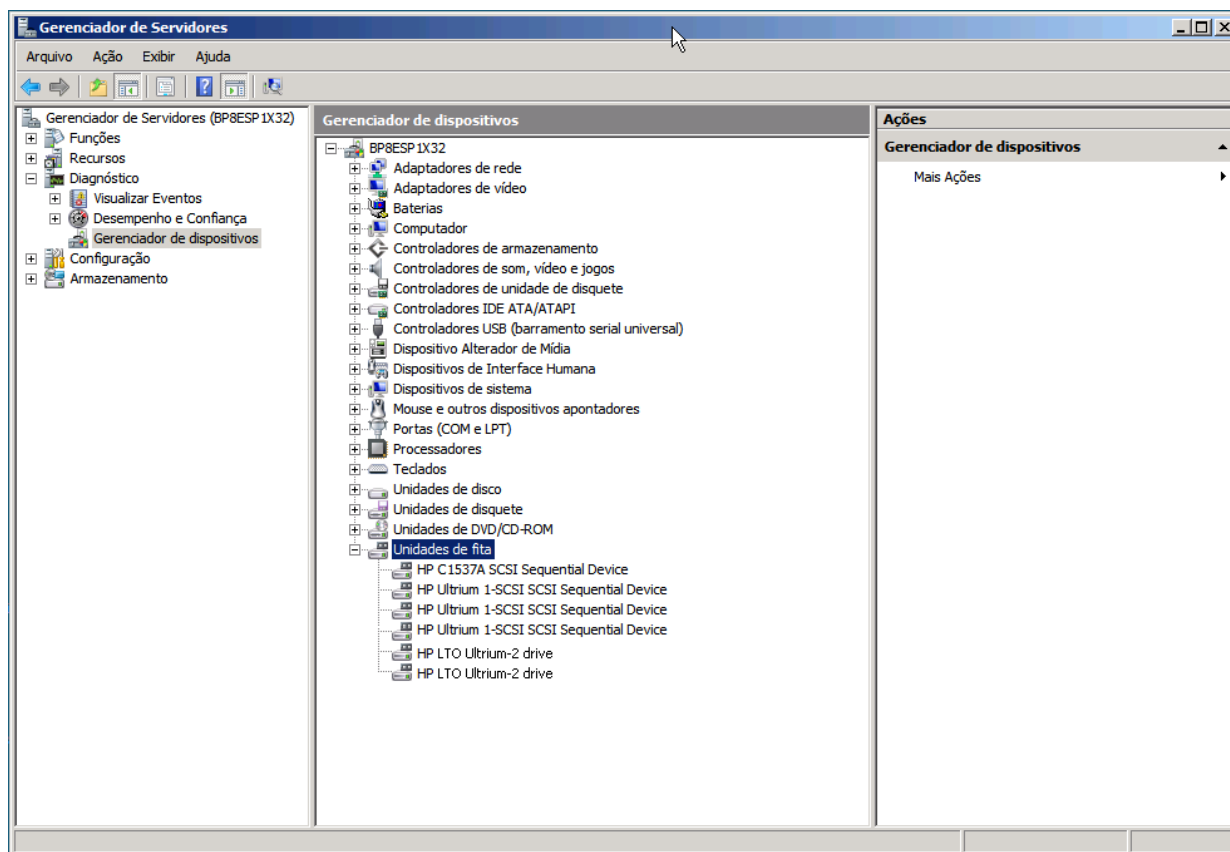 Gerenciador de Servidores
Arquivo Ação Exibir Ajuda
Gerenciador de Servidores (BP8ESP1X32)
Funções
Recursos
Diagnóstico
Visualizar Eventos
Desempenho e Confiança
Gerenciador de dispositivos
Configuração
Armazenamento
Gerenciador de dispositivos
BP8ESP1X32
Adaptadores de rede
Adaptadores de vídeo
Baterias
Computador
Controladores de armazenamento
Controladores de som, vídeo e jogos
Controladores de unidade de disquete
Controladores IDE ATA/ATAPI
Controladores USB (barramento serial universal)
Dispositivo Alterador de Mídia
Dispositivos de Interface Humana
Dispositivos de sistema
Mouse e outros dispositivos apontadores
Portas (COM e LPT)
Processadores
Teclados
Unidades de disco
Unidades de disquete
Unidades de DVD/CD-ROM
Unidades de fita
HP C1537A SCSI Sequential Device
HP Ultrium 1-SCSI SCSI Sequential Device
HP Ultrium 1-SCSI SCSI Sequential Device
HP Ultrium 1-SCSI SCSI Sequential Device
HP LTO Ultrium-2 drive
HP LTO Ultrium-2 drive
Ações
Gerenciador de dispositivos
Mais Ações